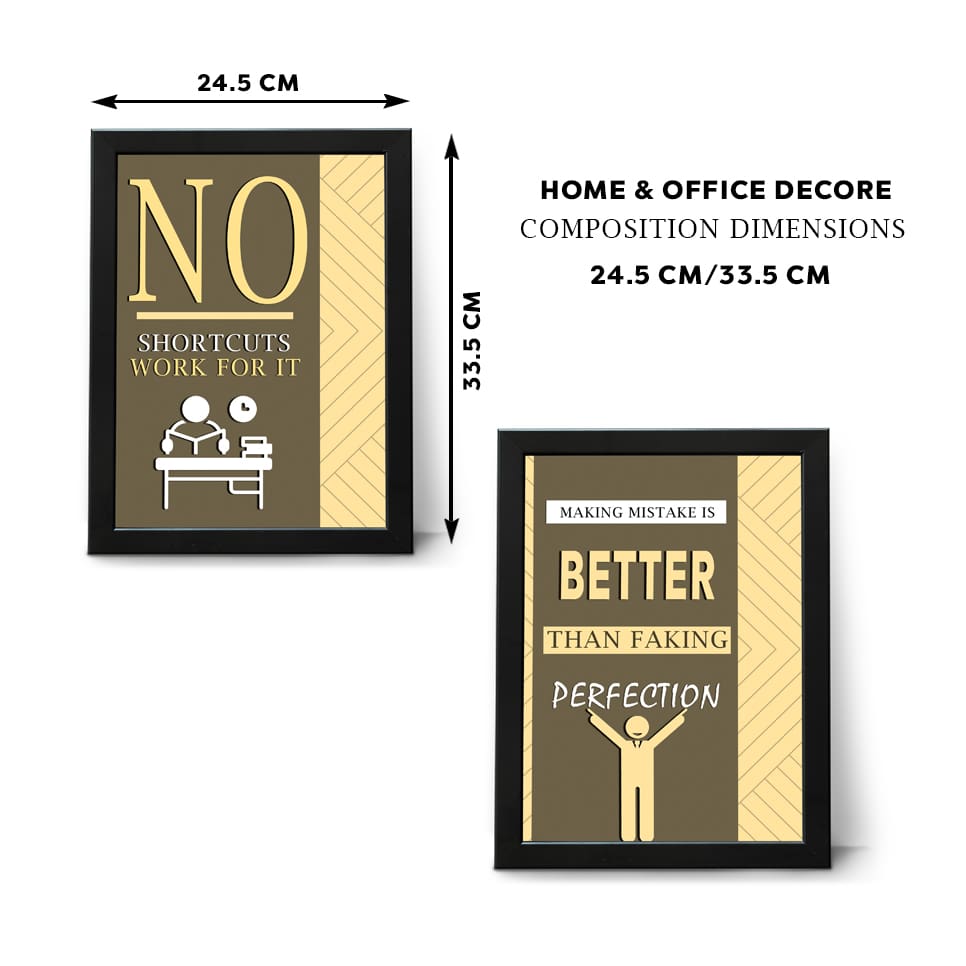 24.5 CM
NO
SHORTCUTS
WORK FOR IT
33.5 CM
HOME & OFFICE DECORE
COMPOSITION DIMENSIONS
24.5 CM/33.5 CM
MAKING MISTAKE IS
BETTER
THAN FAKING
PERFECTION